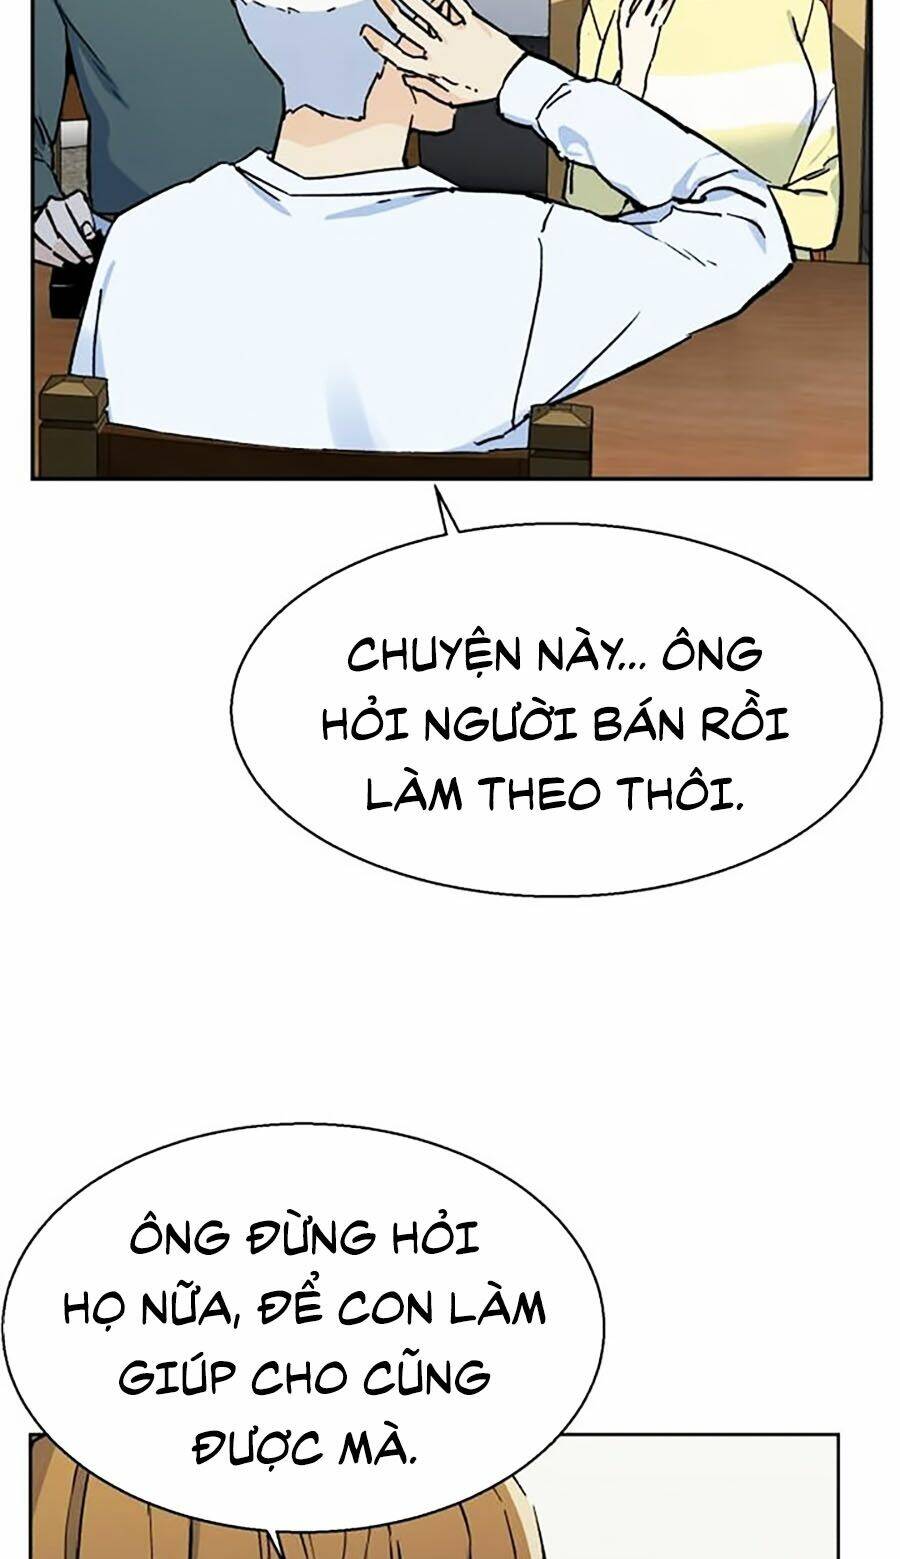 CHUYỆN NÀY... ÔNG
HỎI NGƯỜI BÁN RỒI
LÀM THEO THÔI.
ÔNG ĐỪNG HỎI
HỌ NỮA, ĐỂ CON LÀM
GIÚP CHO CŨNG
ĐƯỢC MÀ.